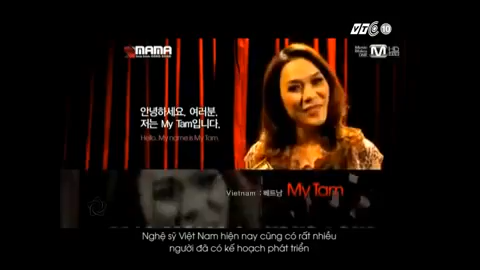 VTC 10
MAMA
M HD
안녕하세요, 여러분.
저는 My Tam입니다.
Hello. My name is My Tam.
Vietnam : 베트남 My Tam
Nghệ sỹ Việt Nam hiện nay cũng có rất nhiều
người đã có kế hoạch phát triển